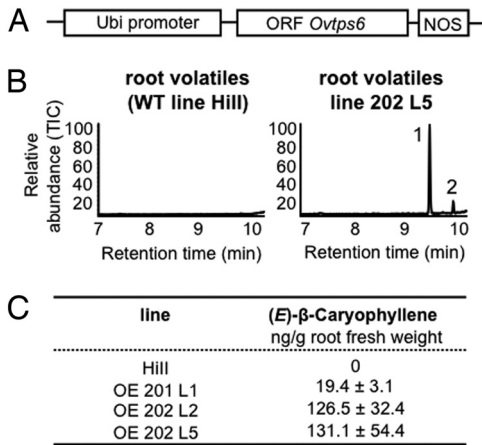 A
Ubi promoter
ORF Ovtps6
NOS
B
root volatiles
(WT line Hill)
root volatiles
line 202 L5
Relative
abundance (TIC)
100
80
60
40
20
7 8 9 10
Retention time (min)
100
80
60
40
20
1
2
7 8 9 10
Retention time (min)
C
line (E)-β-Caryophyllene
ng/g root fresh weight
Hill 0
OE 201 L1 19.4 ± 3.1
OE 202 L2 126.5 ± 32.4
OE 202 L5 131.1 ± 54.4